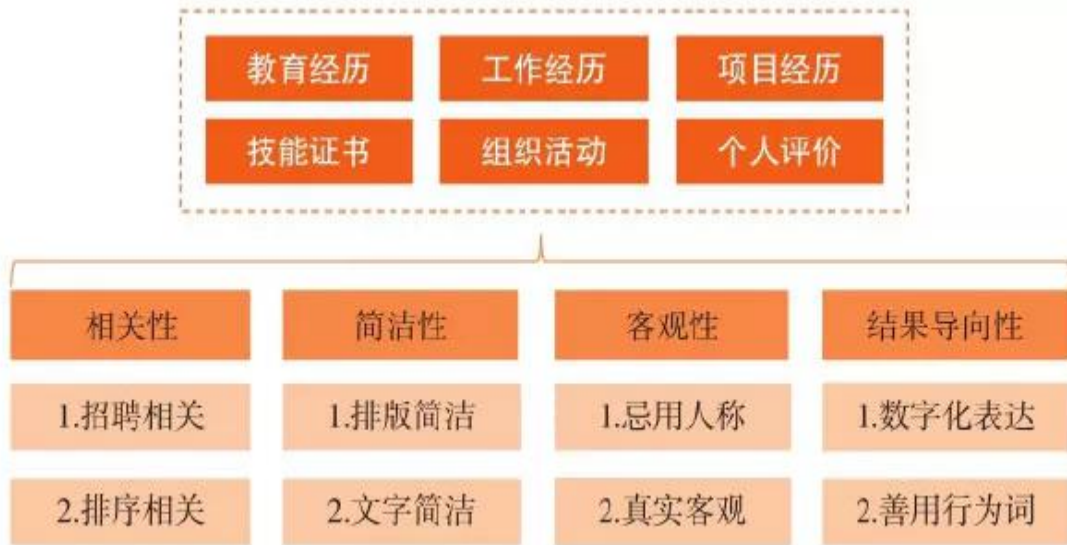 教育经历 工作经历 项目经历
技能证书 组织活动 个人评价
相关性 简洁性 客观性 结果导向性
1.招聘相关 1.排版简洁 1.忌用人称 1.数字化表达
2.排序相关 2.文字简洁 2.真实客观 2.善用行为词